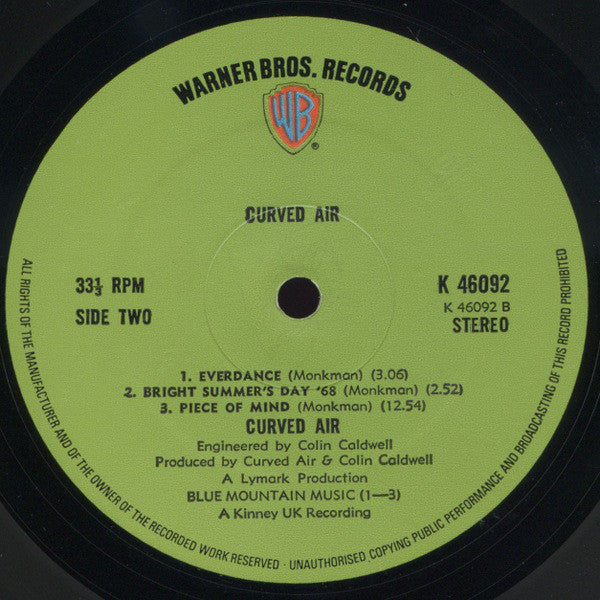 WARNER BROS. RECORDS
WB
®
CURVED AIR
33⅓ RPM
SIDE TWO
K 46092
K 46092 B
STEREO
1. EVERDANCE (Monkman) (3.06)
2. BRIGHT SUMMER'S DAY '68 (Monkman) (2.52)
3. PIECE OF MIND (Monkman) (12.54)
CURVED AIR
Engineered by Colin Caldwell
Produced by Curved Air & Colin Caldwell
A Lymark Production
BLUE MOUNTAIN MUSIC (1—3)
A Kinney UK Recording
ALL RIGHTS OF THE MANUFACTURER AND OF THE OWNER OF THE RECORDED WORK RESERVED - UNAUTHORISED COPYING PUBLIC PERFORMANCE AND BROADCASTING OF THIS RECORD PROHIBITED